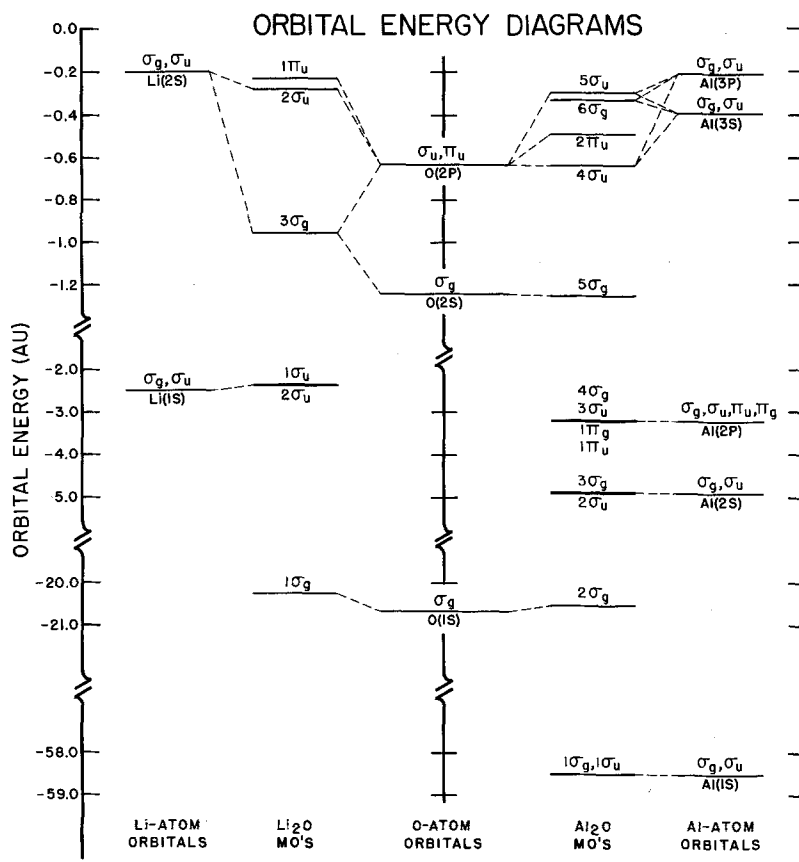 ORBITAL ENERGY DIAGRAMS
ORBITAL ENERGY (AU)
0.0
-0.2
-0.4
-0.6
-0.8
-1.0
-1.2
-2.0
-3.0
-4.0
-5.0
-20.0
-21.0
-58.0
-59.0
σg,σu
Li(2S)
σg,σu
Li(1S)
1πu
2σu
3σg
1σu
2σu
1σg
σu,πu
O(2P)
σg
O(2S)
σg
O(1S)
5σu
6σg
2πu
4σu
5σg
4σg
3σu
1πg
1πu
3σg
2σu
2σg
1σg,1σu
σg,σu
Al(3P)
σg,σu
Al(3S)
σg,σu,πu,πg
Al(2P)
σg,σu
Al(2S)
σg,σu
Al(1S)
Li-ATOM
ORBITALS
Li2O
MO'S
O-ATOM
ORBITALS
Al2O
MO'S
Al-ATOM
ORBITALS